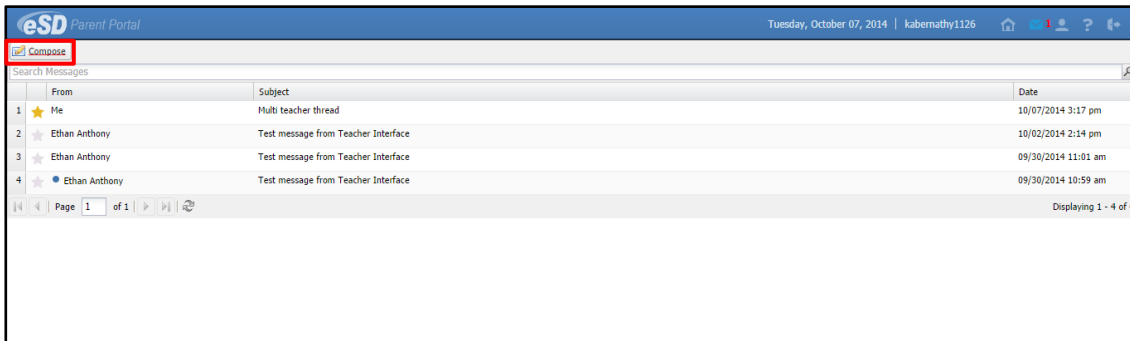 eSD Parent Portal Tuesday, October 07, 2014 | kabernathy1126 1 ?
Compose
Search Messages
From Subject Date
1 Me Multi teacher thread 10/07/2014 3:17 pm
2 Ethan Anthony Test message from Teacher Interface 10/02/2014 2:14 pm
3 Ethan Anthony Test message from Teacher Interface 09/30/2014 11:01 am
4 Ethan Anthony Test message from Teacher Interface 09/30/2014 10:59 am
Page 1 of 1 Displaying 1 - 4 of